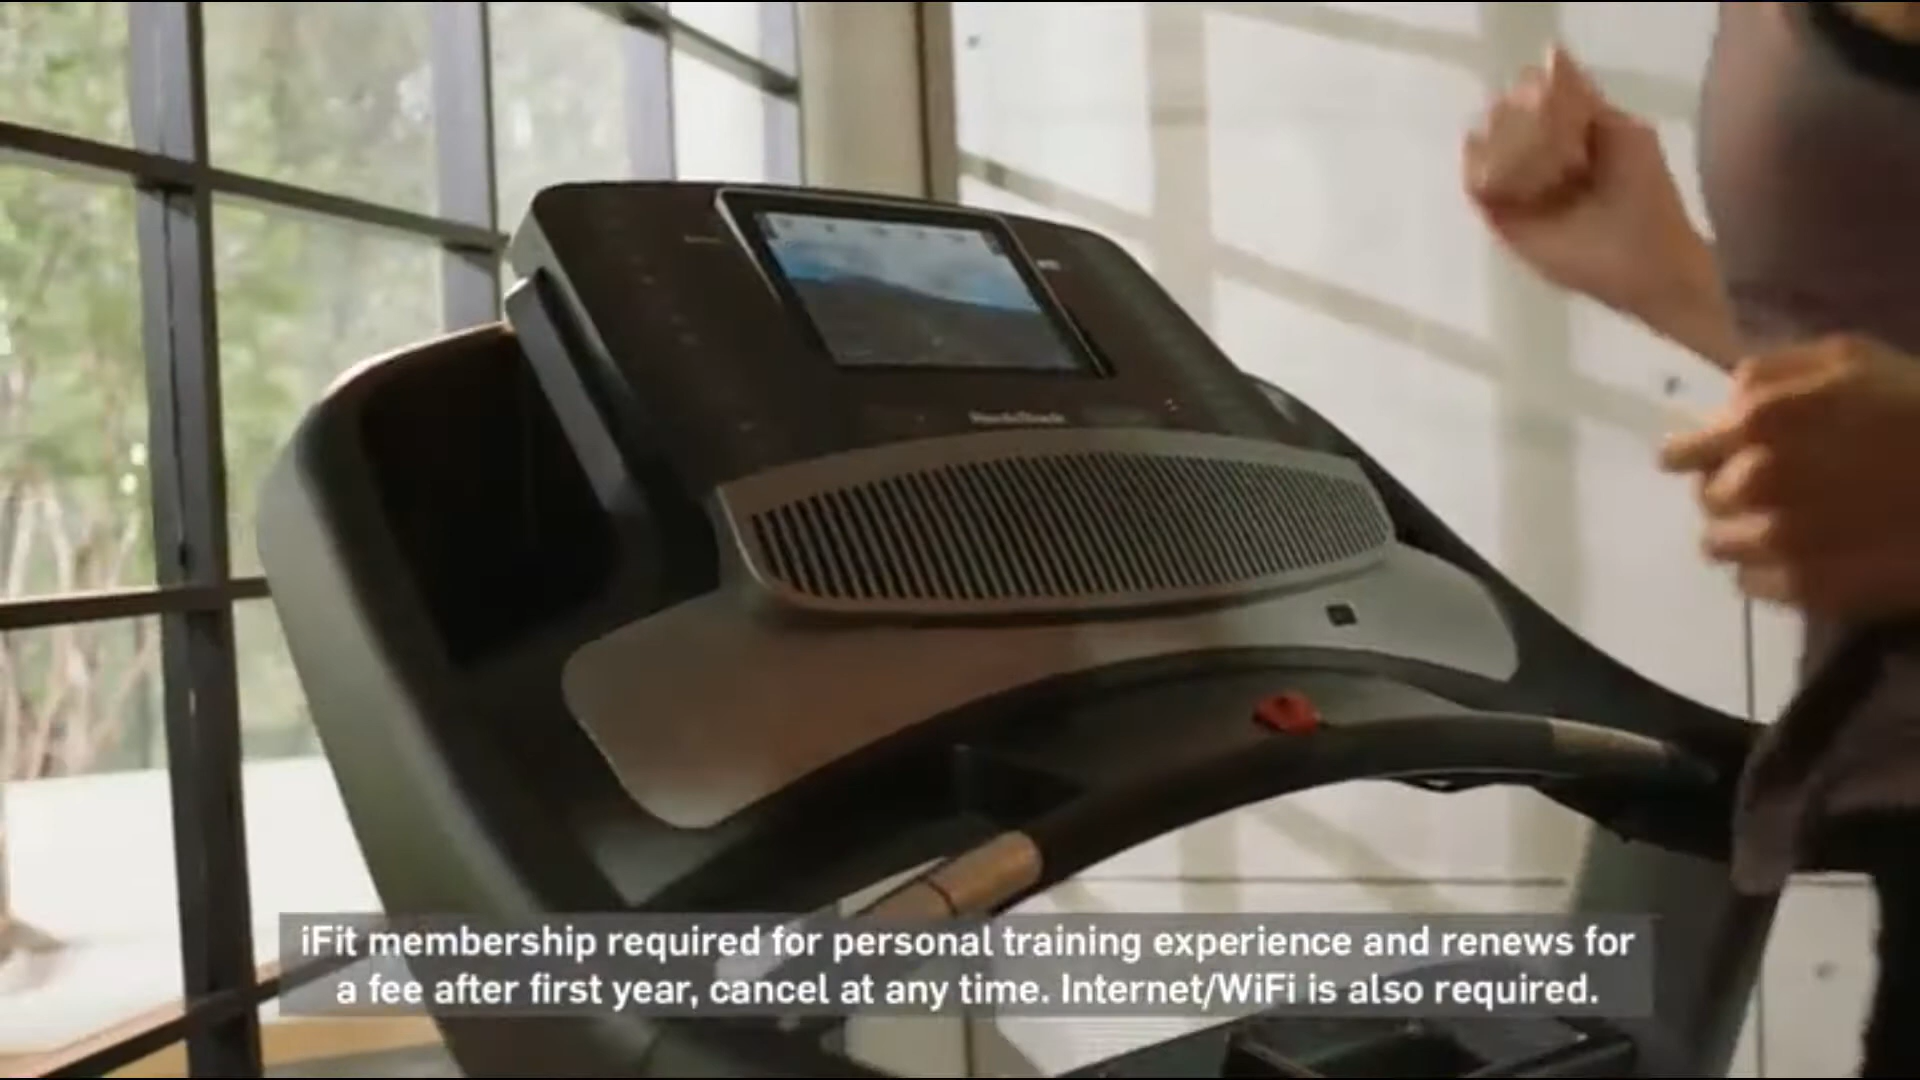 NordicTrack
iFit membership required for personal training experience and renews for
a fee after first year, cancel at any time. Internet/WiFi is also required.